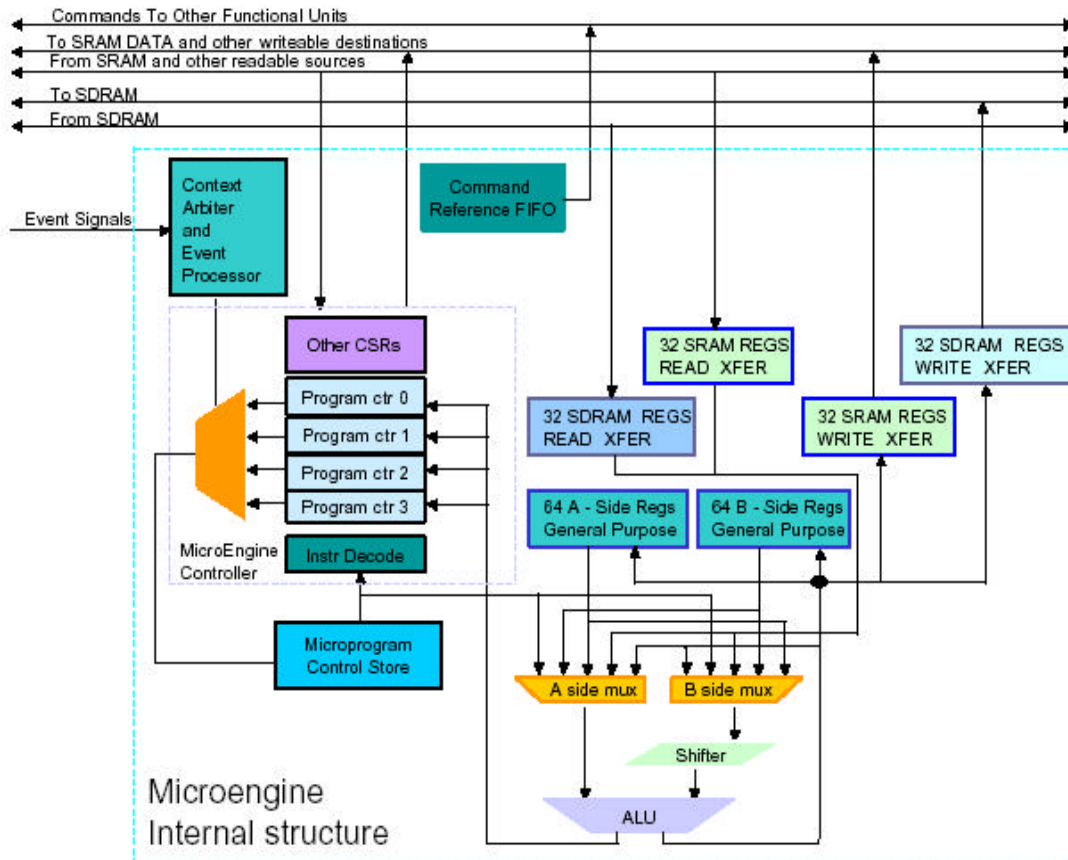 Commands To Other Functional Units
To SRAM DATA and other writeable destinations
From SRAM and other readable sources
To SDRAM
From SDRAM
Event Signals
Context
Arbiter
and
Event
Processor
Command
Reference FIFO
Other CSRs
Program ctr 0
Program ctr 1
Program ctr 2
Program ctr 3
MicroEngine
Controller
Instr Decode
Microprogram
Control Store
32 SRAM REGS
READ XFER
32 SDRAM REGS
WRITE XFER
32 SDRAM REGS
READ XFER
32 SRAM REGS
WRITE XFER
64 A - Side Regs
General Purpose
64 B - Side Regs
General Purpose
A side mux
B side mux
Shifter
ALU
Microengine
Internal structure